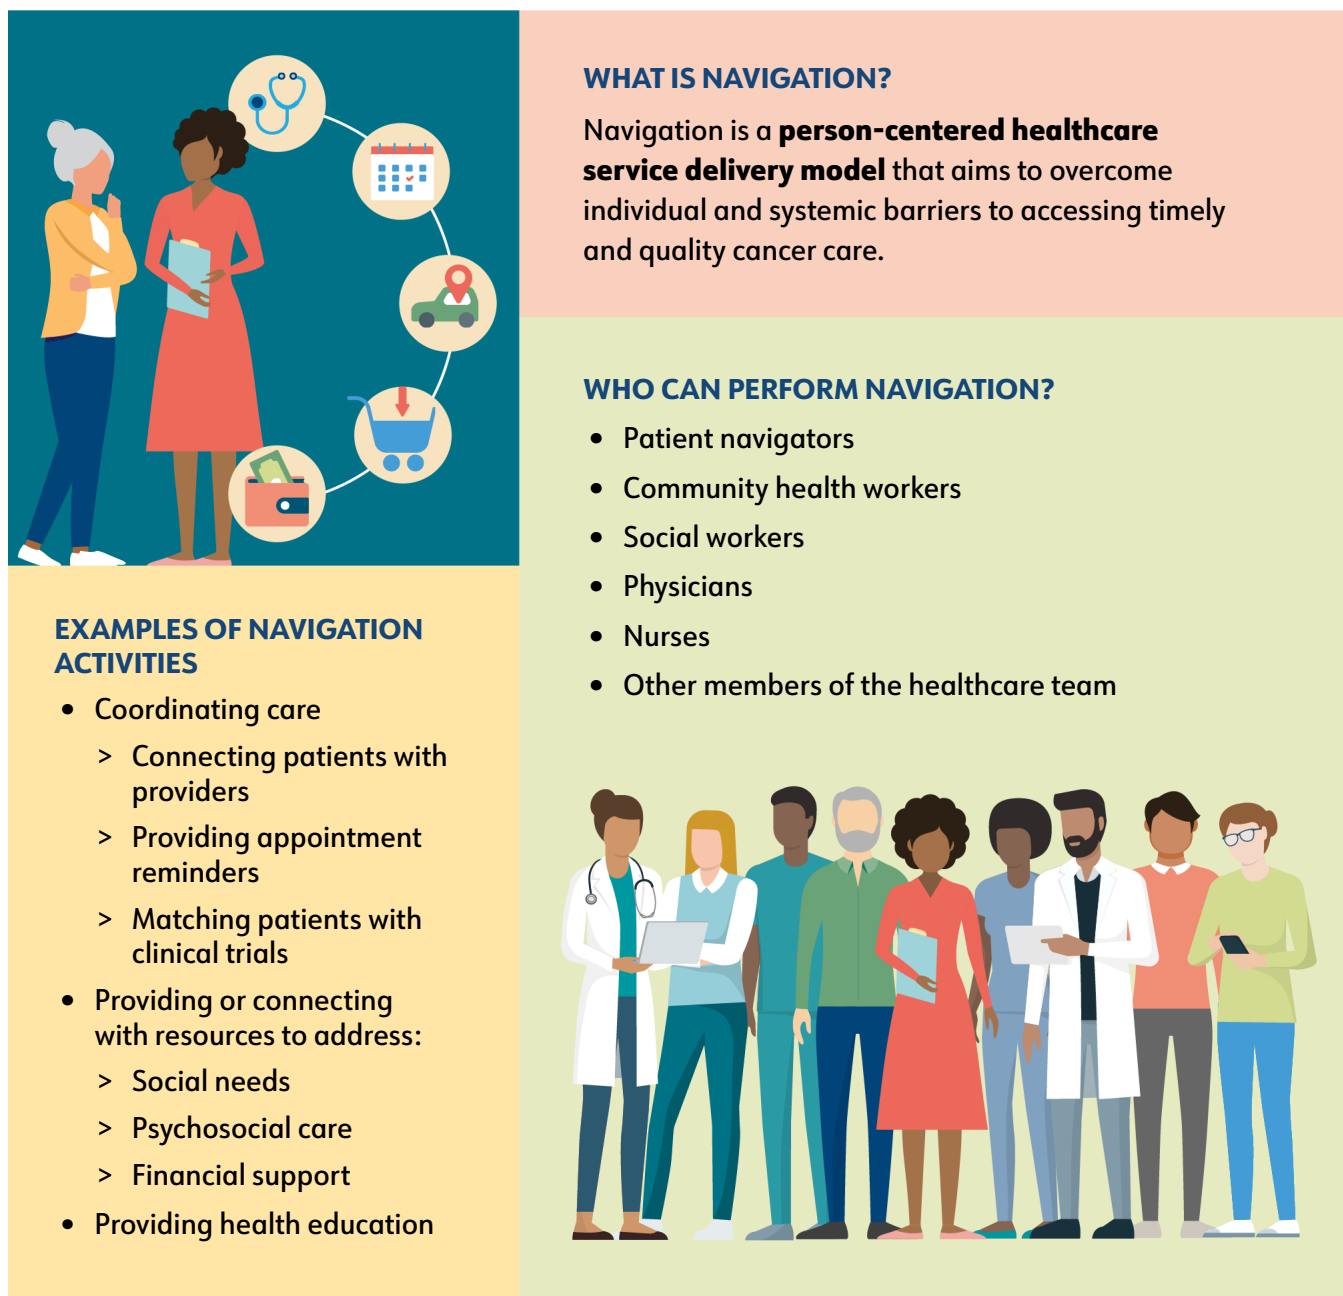 WHAT IS NAVIGATION?
Navigation is a person-centered healthcare
service delivery model that aims to overcome
individual and systemic barriers to accessing timely
and quality cancer care.
WHO CAN PERFORM NAVIGATION?
• Patient navigators
• Community health workers
• Social workers
• Physicians
• Nurses
• Other members of the healthcare team
EXAMPLES OF NAVIGATION
ACTIVITIES
• Coordinating care
> Connecting patients with
providers
> Providing appointment
reminders
> Matching patients with
clinical trials
• Providing or connecting
with resources to address:
> Social needs
> Psychosocial care
> Financial support
• Providing health education